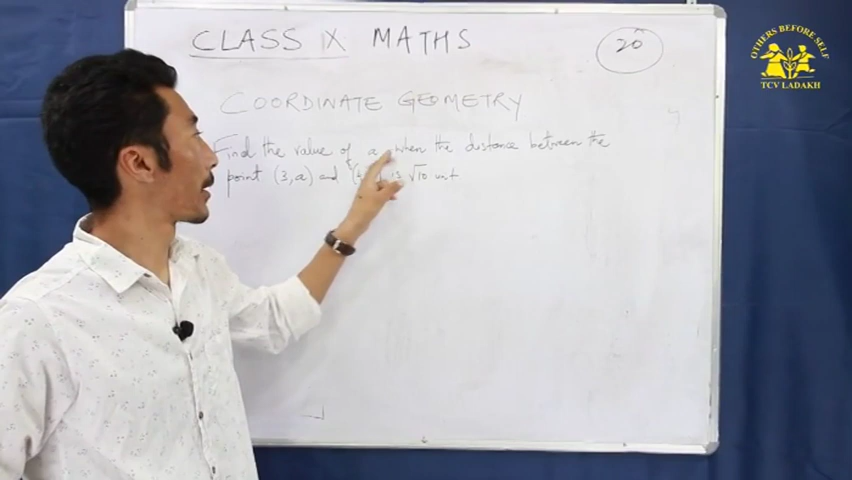 CLASS IX MATHS
20
OTHERS BEFORE SELF
TCV LADAKH
COORDINATE GEOMETRY
Find the value of a when the distance between the
point (3, a) and (4, is √10 unit